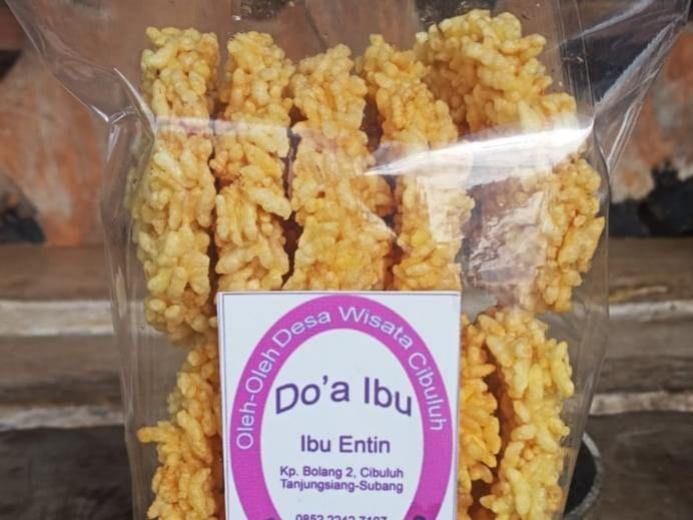 Oleh-Oleh Desa Wisata Cibuluh
Do'a Ibu
Ibu Entin
Kp. Bolang 2, Cibuluh
Tanjungsiang-Subang